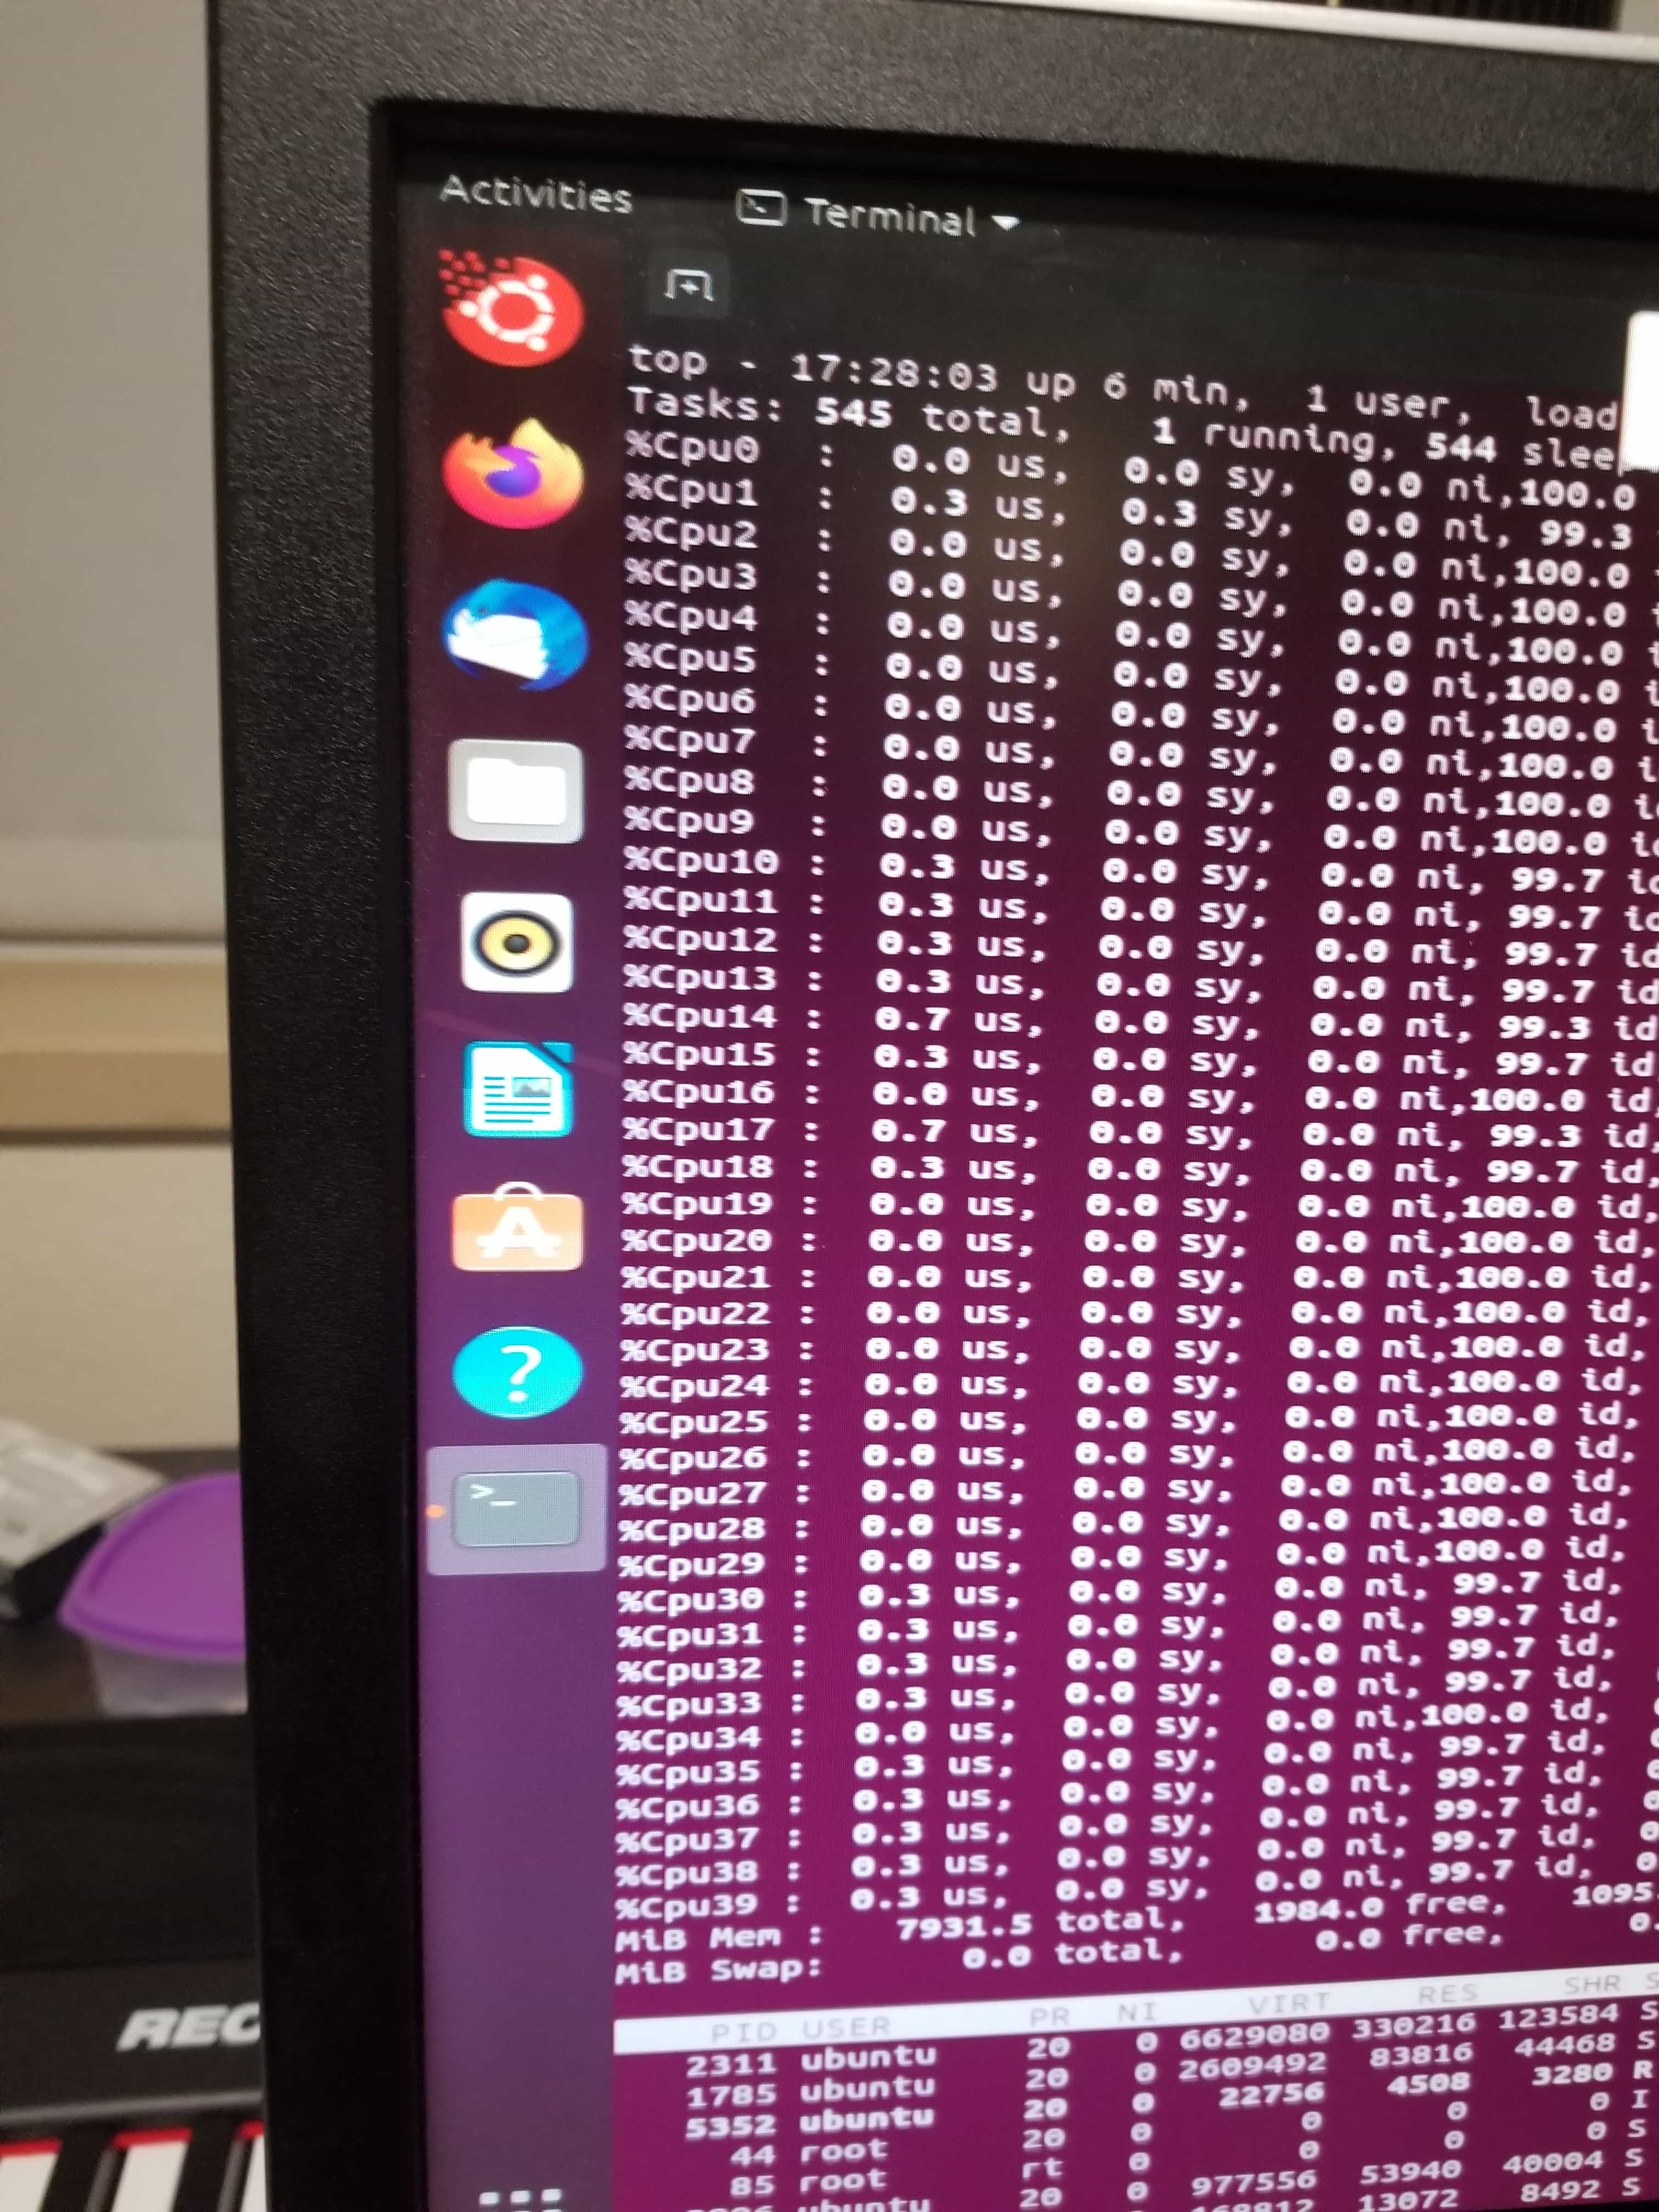 Activities
Terminal
top - 17:28:03 up 6 min, 1 user, load
Tasks: 545 total, 1 running, 544 slee
%Cpu0 : 0.0 us, 0.0 sy, 0.0 ni,100.0
%Cpu1 : 0.3 us, 0.3 sy, 0.0 ni, 99.3
%Cpu2 : 0.0 us, 0.0 sy, 0.0 ni,100.0
%Cpu3 : 0.0 us, 0.0 sy, 0.0 ni,100.0
%Cpu4 : 0.0 us, 0.0 sy, 0.0 ni,100.0
%Cpu5 : 0.0 us, 0.0 sy, 0.0 ni,100.0
%Cpu6 : 0.0 us, 0.0 sy, 0.0 ni,100.0
%Cpu7 : 0.0 us, 0.0 sy, 0.0 ni,100.0
%Cpu8 : 0.0 us, 0.0 sy, 0.0 ni,100.0
%Cpu9 : 0.0 us, 0.0 sy, 0.0 ni,100.0
%Cpu10 : 0.3 us, 0.0 sy, 0.0 ni, 99.7 id
%Cpu11 : 0.3 us, 0.0 sy, 0.0 ni, 99.7 id
%Cpu12 : 0.3 us, 0.0 sy, 0.0 ni, 99.7 id
%Cpu13 : 0.3 us, 0.0 sy, 0.0 ni, 99.7 id
%Cpu14 : 0.7 us, 0.0 sy, 0.0 ni, 99.3 id
%Cpu15 : 0.3 us, 0.0 sy, 0.0 ni, 99.7 id
%Cpu16 : 0.0 us, 0.0 sy, 0.0 ni,100.0 id,
%Cpu17 : 0.7 us, 0.0 sy, 0.0 ni, 99.3 id,
%Cpu18 : 0.3 us, 0.0 sy, 0.0 ni, 99.7 id,
%Cpu19 : 0.0 us, 0.0 sy, 0.0 ni,100.0 id,
%Cpu20 : 0.0 us, 0.0 sy, 0.0 ni,100.0 id,
%Cpu21 : 0.0 us, 0.0 sy, 0.0 ni,100.0 id,
%Cpu22 : 0.0 us, 0.0 sy, 0.0 ni,100.0 id,
%Cpu23 : 0.0 us, 0.0 sy, 0.0 ni,100.0 id,
%Cpu24 : 0.0 us, 0.0 sy, 0.0 ni,100.0 id,
%Cpu25 : 0.0 us, 0.0 sy, 0.0 ni,100.0 id,
%Cpu26 : 0.0 us, 0.0 sy, 0.0 ni,100.0 id,
%Cpu27 : 0.0 us, 0.0 sy, 0.0 ni,100.0 id,
%Cpu28 : 0.0 us, 0.0 sy, 0.0 ni,100.0 id,
%Cpu29 : 0.0 us, 0.0 sy, 0.0 ni,100.0 id,
%Cpu30 : 0.3 us, 0.0 sy, 0.0 ni, 99.7 id,
%Cpu31 : 0.3 us, 0.0 sy, 0.0 ni, 99.7 id,
%Cpu32 : 0.3 us, 0.0 sy, 0.0 ni, 99.7 id,
%Cpu33 : 0.3 us, 0.0 sy, 0.0 ni, 99.7 id,
%Cpu34 : 0.0 us, 0.0 sy, 0.0 ni,100.0 id,
%Cpu35 : 0.3 us, 0.0 sy, 0.0 ni, 99.7 id,
%Cpu36 : 0.3 us, 0.0 sy, 0.0 ni, 99.7 id,
%Cpu37 : 0.3 us, 0.0 sy, 0.0 ni, 99.7 id,
%Cpu38 : 0.3 us, 0.0 sy, 0.0 ni, 99.7 id,
%Cpu39 : 0.3 us, 0.0 sy, 0.0 ni, 99.7 id,
MiB Mem : 7931.5 total, 1984.0 free, 1095.
MiB Swap: 0.0 total, 0.0 free, 0.
PID USER PR NI VIRT RES SHR S
2311 ubuntu 20 0 6629080 330216 123584 S
1785 ubuntu 20 0 2609492 83816 44468 S
5352 ubuntu 20 0 22756 4508 3280 R
44 root 20 0 0 0 0 I
85 root rt 0 0 0 0 S
ubuntu 20 0 977556 53940 40004 S
13072 8492 S
REC